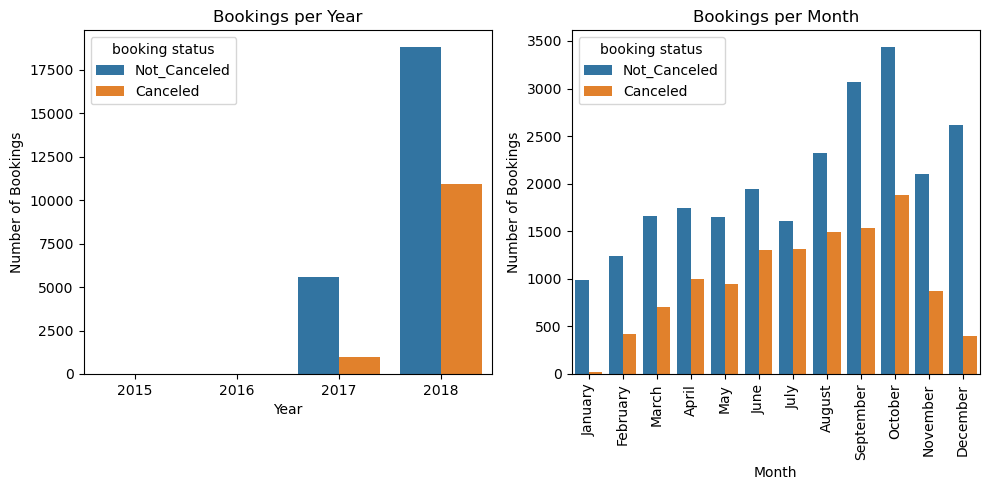 Bookings per Year
booking status
Not_Canceled
Canceled
17500
15000
12500
10000
7500
5000
2500
0
Number of Bookings
2015 2016 2017 2018
Year
Bookings per Month
booking status
Not_Canceled
Canceled
3500
3000
2500
2000
1500
1000
500
0
Number of Bookings
January
February
March
April
May
June
July
August
September
October
November
December
Month